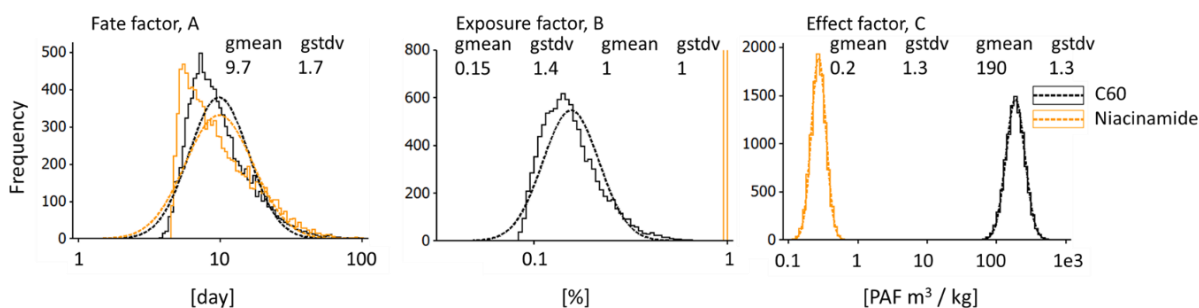 Fate factor, A
gmean gstdv
9.7 1.7
500
400
300
200
100
0
Frequency
1 10 100
[day]
Exposure factor, B
gmean gstdv gmean gstdv
0.15 1.4 1 1
800
600
400
200
0
0.1 1
[%]
Effect factor, C
gmean gstdv gmean gstdv
0.2 1.3 190 1.3
2000
1500
1000
500
0
0.1 1 10 100 1e3
[PAF m³ / kg]
C60
Niacinamide